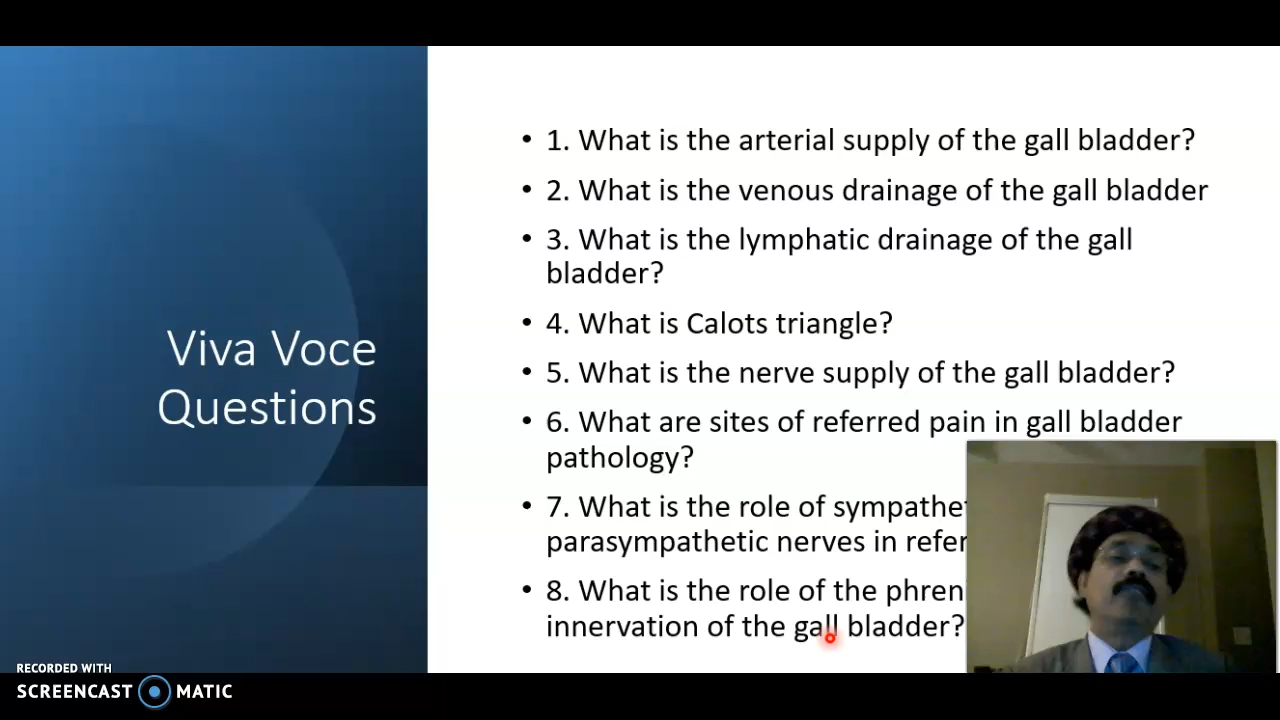 Viva Voce
Questions
• 1. What is the arterial supply of the gall bladder?
• 2. What is the venous drainage of the gall bladder
• 3. What is the lymphatic drainage of the gall
bladder?
• 4. What is Calots triangle?
• 5. What is the nerve supply of the gall bladder?
• 6. What are sites of referred pain in gall bladder
pathology?
• 7. What is the role of
parasympathetic nerves in
• 8. What is the role of the
innervation of the gall bladder?
RECORDED WITH
SCREENCAST MATIC